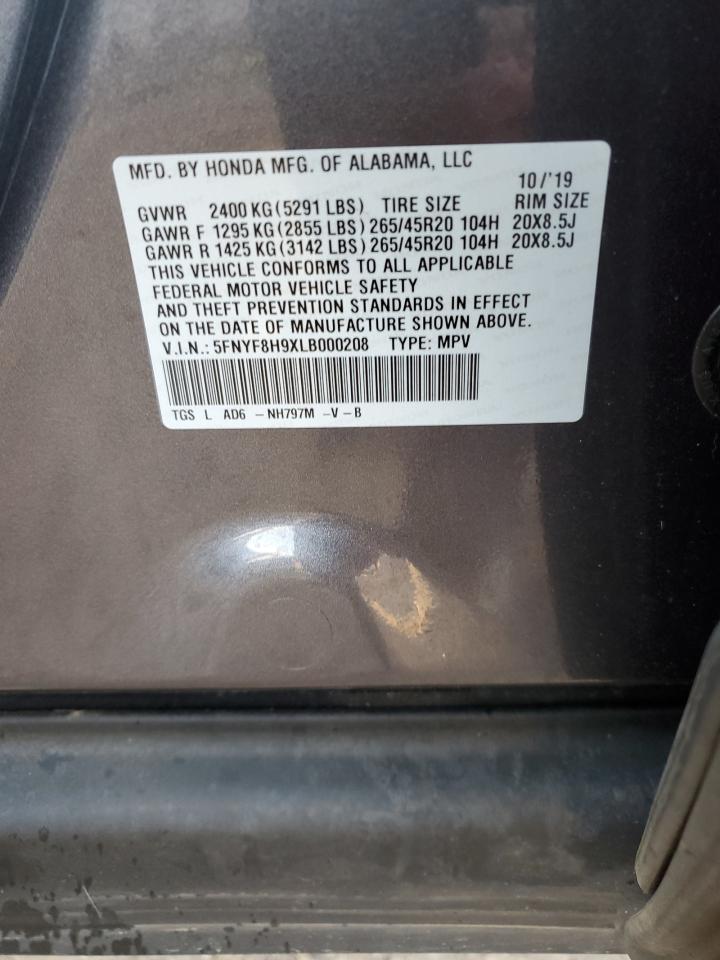 MFD. BY HONDA MFG. OF ALABAMA, LLC
10/'19
GVWR 2400 KG (5291 LBS) TIRE SIZE RIM SIZE
GAWR F 1295 KG (2855 LBS) 265/45R20 104H 20X8.5J
GAWR R 1425 KG (3142 LBS) 265/45R20 104H 20X8.5J
THIS VEHICLE CONFORMS TO ALL APPLICABLE
FEDERAL MOTOR VEHICLE SAFETY
AND THEFT PREVENTION STANDARDS IN EFFECT
ON THE DATE OF MANUFACTURE SHOWN ABOVE.
V.I.N.: 5FNYF8H9XLB000208 TYPE: MPV
TGS L AD6 -NH797M -V-B